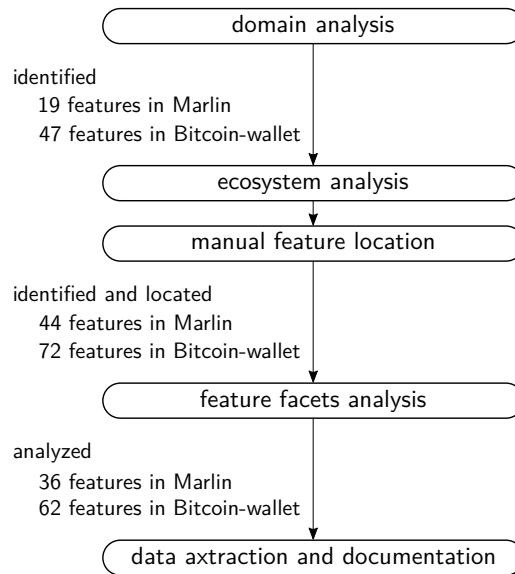 domain analysis
identified
19 features in Marlin
47 features in Bitcoin-wallet
ecosystem analysis
manual feature location
identified and located
44 features in Marlin
72 features in Bitcoin-wallet
feature facets analysis
analyzed
36 features in Marlin
62 features in Bitcoin-wallet
data axtraction and documentation